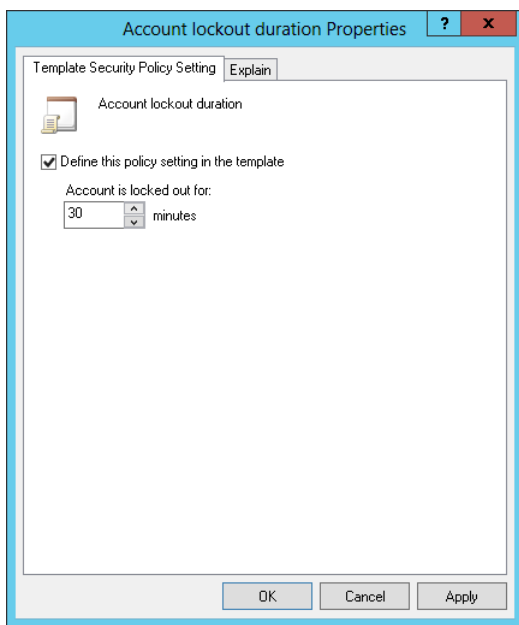 Account lockout duration Properties
?
x
Template Security Policy Setting
Explain
Account lockout duration
Define this policy setting in the template
Account is locked out for:
30 minutes
OK Cancel Apply